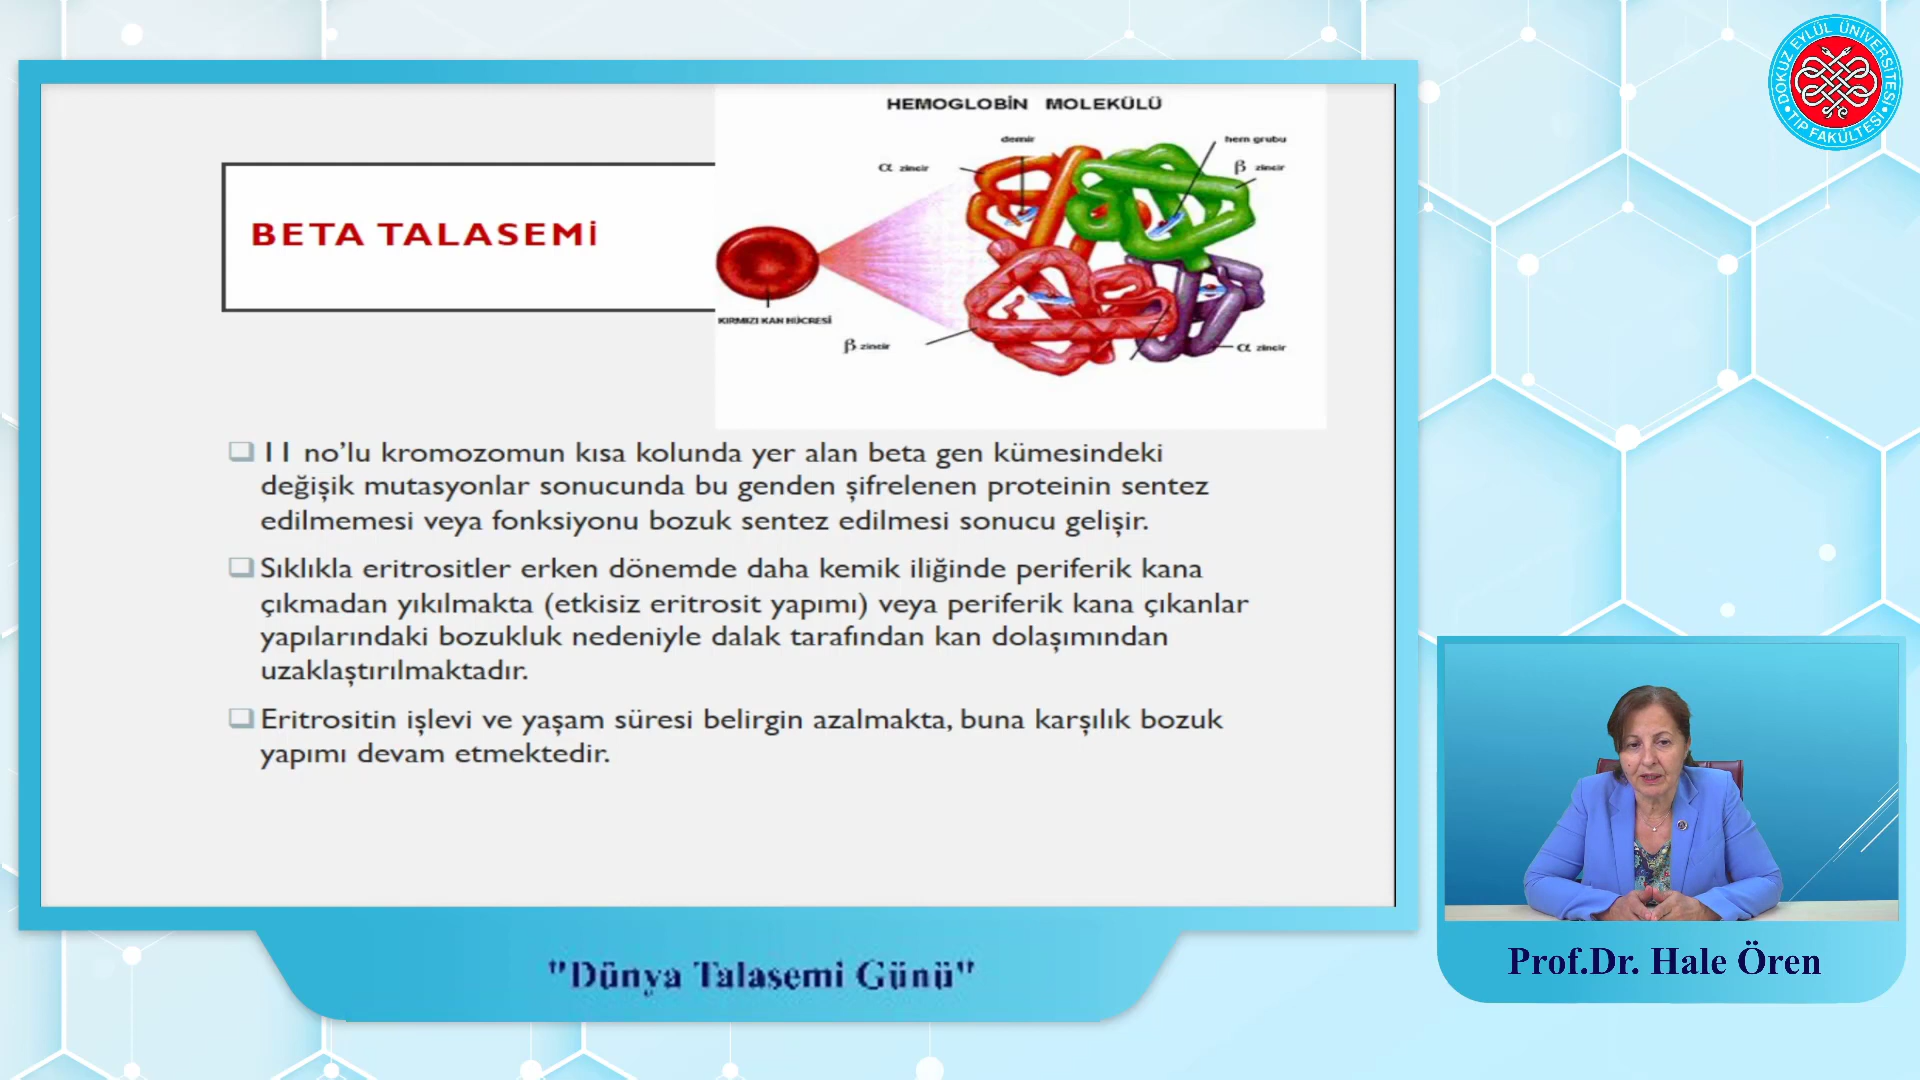 HEMOGLOBİN MOLEKÜLÜ
demir
hem grubu
α zincir
β zincir
BETA TALASEMİ
KIRMIZI KAN HÜCRESİ
β zincir
α zincir
11 no’lu kromozomun kısa kolunda yer alan beta gen kümesindeki
değişik mutasyonlar sonucunda bu genden şifrelenen proteinin sentez
edilmemesi veya fonksiyonu bozuk sentez edilmesi sonucu gelişir.
Sıklıkla eritrositler erken dönemde daha kemik iliğinde periferik kana
çıkmadan yıkılmakta (etkisiz eritrosit yapımı) veya periferik kana çıkanlar
yapılarındaki bozukluk nedeniyle dalak tarafından kan dolaşımından
uzaklaştırılmaktadır.
Eritrositin işlevi ve yaşam süresi belirgin azalmakta, buna karşılık bozuk
yapımı devam etmektedir.
"Dünya Talasemi Günü"
DOKUZ EYLÜL ÜNİVERSİTESİ
• TIP FAKÜLTESİ •
Prof.Dr. Hale Ören